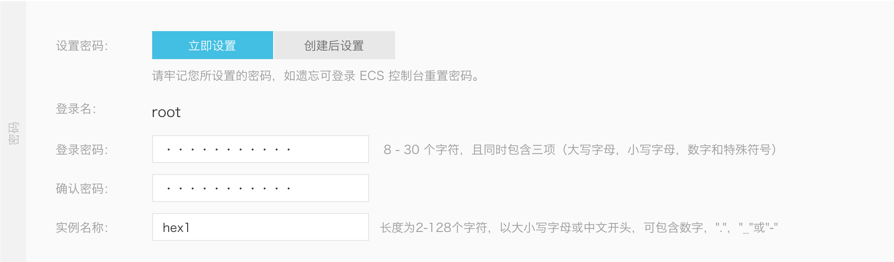 密码
设置密码： 立即设置 创建后设置
请牢记您所设置的密码，如遗忘可登录 ECS 控制台重置密码。
登录名： root
登录密码： ··········· 8 - 30 个字符，且同时包含三项（大写字母，小写字母，数字和特殊符号）
确认密码： ···········
实例名称： hex1 长度为2-128个字符，以大小写字母或中文开头，可包含数字，"."，"_"或"-"